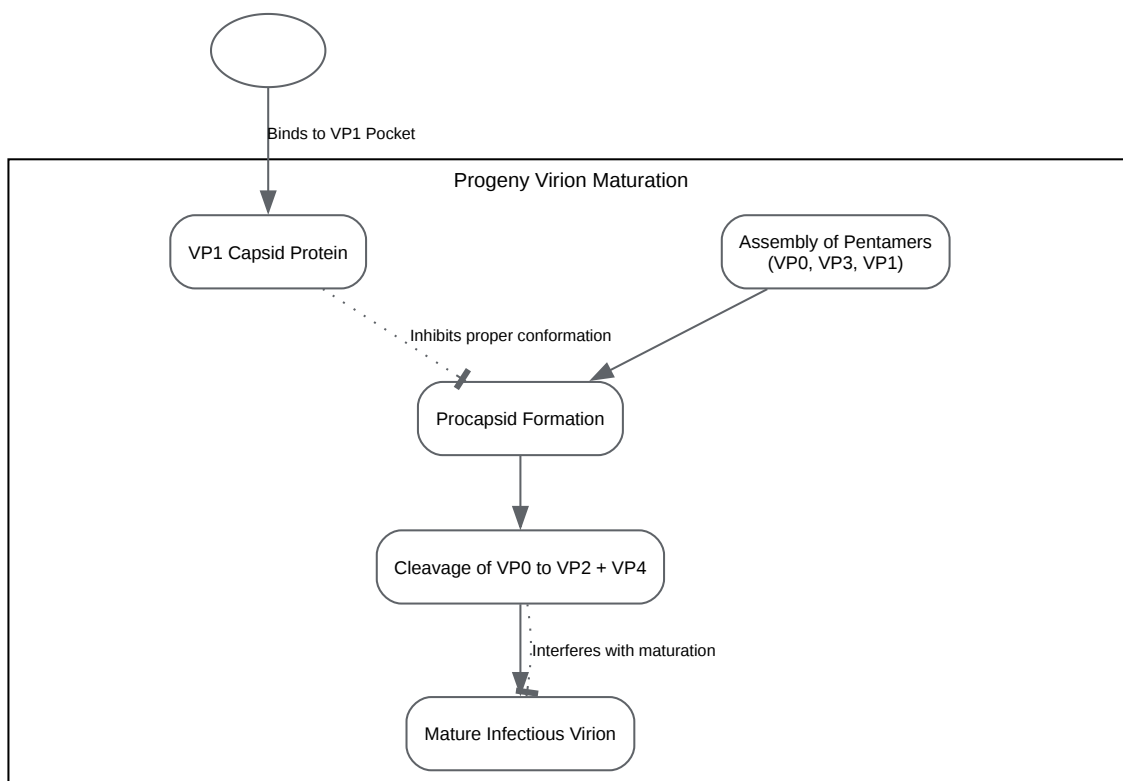 Binds to VP1 Pocket
Progeny Virion Maturation
VP1 Capsid Protein
Assembly of Pentamers
(VP0, VP3, VP1)
Inhibits proper conformation
Procapsid Formation
Cleavage of VP0 to VP2 + VP4
Interferes with maturation
Mature Infectious Virion